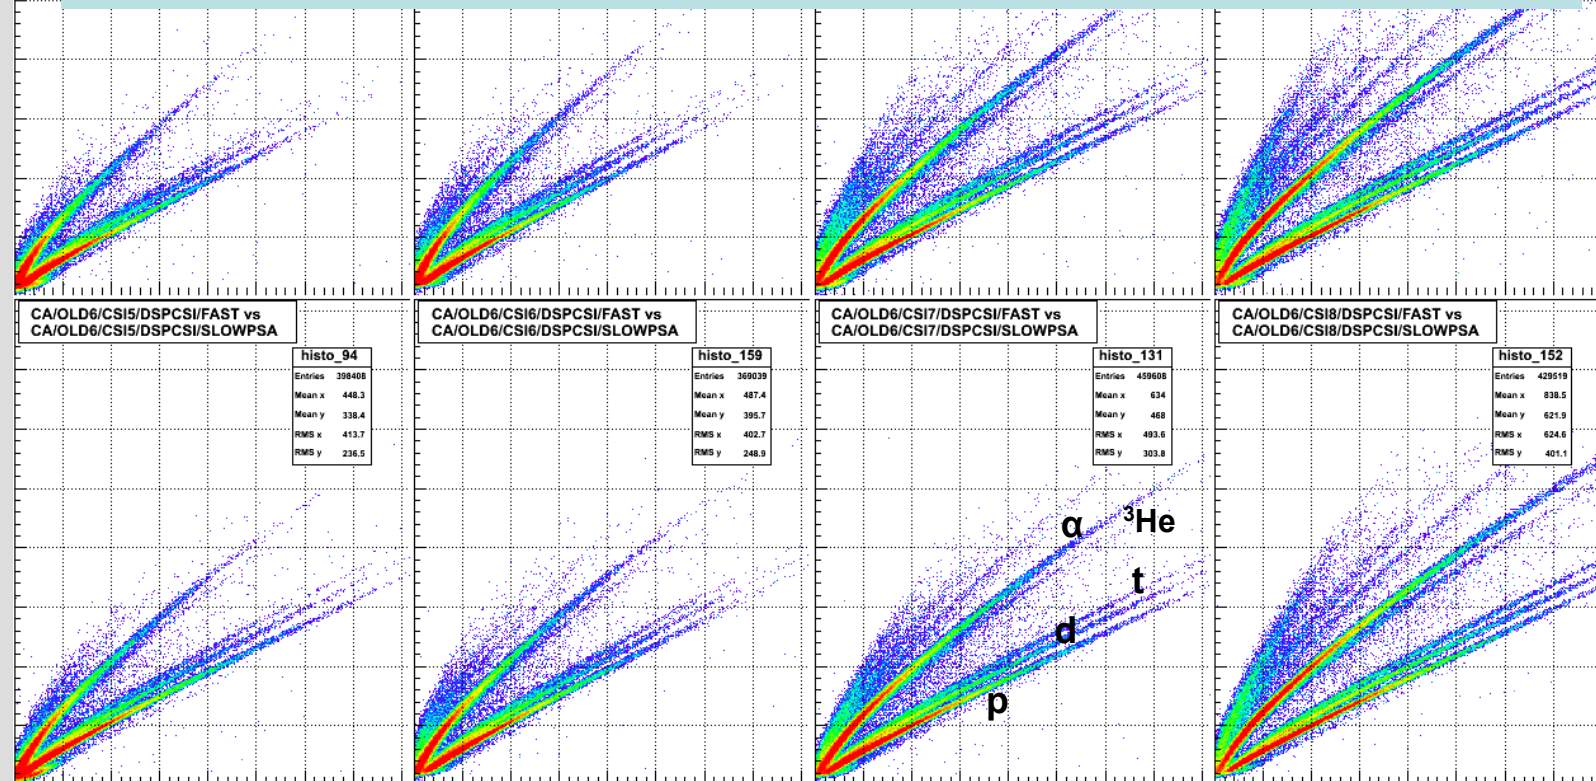 CA/OLD6/CSI5/DSPCSI/FAST vs
CA/OLD6/CSI5/DSPCSI/SLOWPSA
histo_94
Entries 398408
Mean x 448.3
Mean y 338.4
RMS x 413.7
RMS y 236.5
CA/OLD6/CSI6/DSPCSI/FAST vs
CA/OLD6/CSI6/DSPCSI/SLOWPSA
histo_159
Entries 369039
Mean x 487.4
Mean y 395.7
RMS x 402.7
RMS y 248.9
CA/OLD6/CSI7/DSPCSI/FAST vs
CA/OLD6/CSI7/DSPCSI/SLOWPSA
histo_131
Entries 459608
Mean x 634
Mean y 468
RMS x 493.6
RMS y 303.8
α
³He
t
d
p
CA/OLD6/CSI8/DSPCSI/FAST vs
CA/OLD6/CSI8/DSPCSI/SLOWPSA
histo_152
Entries 429519
Mean x 838.5
Mean y 621.9
RMS x 624.6
RMS y 401.1